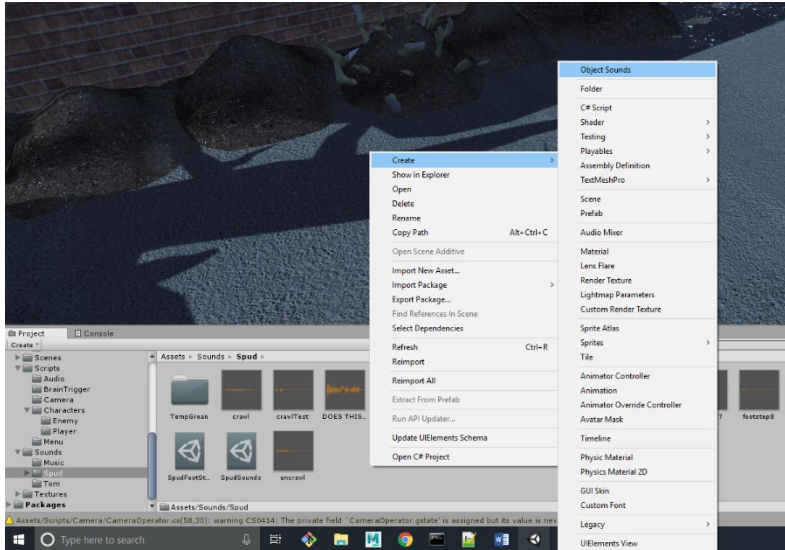 Object Sounds
Folder
C# Script
Shader
Testing
Playables
Assembly Definition
TextMeshPro
Scene
Prefab
Audio Mixer
Material
Lens Flare
Render Texture
Lightmap Parameters
Custom Render Texture
Sprite Atlas
Sprites
Tile
Animator Controller
Animation
Animator Override Controller
Avatar Mask
Timeline
Physic Material
Physics Material 2D
GUI Skin
Custom Font
Legacy
UIElements View
Create
Show in Explorer
Open
Delete
Rename
Copy Path Alt+Ctrl+C
Open Scene Additive
Import New Asset...
Import Package
Export Package...
Find References In Scene
Select Dependencies
Refresh Ctrl+R
Reimport
Reimport All
Extract From Prefab
Run API Updater...
Update UIElements Schema
Open C# Project
Project Console
Create
Scenes
Scripts
Audio
BrainTrigger
Camera
Characters
Enemy
Player
Menu
Sounds
Music
Spud
Tom
Textures
Packages
Assets Sounds Spud
TempGroan crawl crawlTest DOES THIS... 7 footstep8
SpudFootSt... SpudSounds uncrawl
Assets/Sounds/Spud
Assets/Scripts/Camera/CameraOperator.cs(58,30): warning CS0414: The private field `CameraOperator.gstate' is assigned but its value is nev
Type here to search